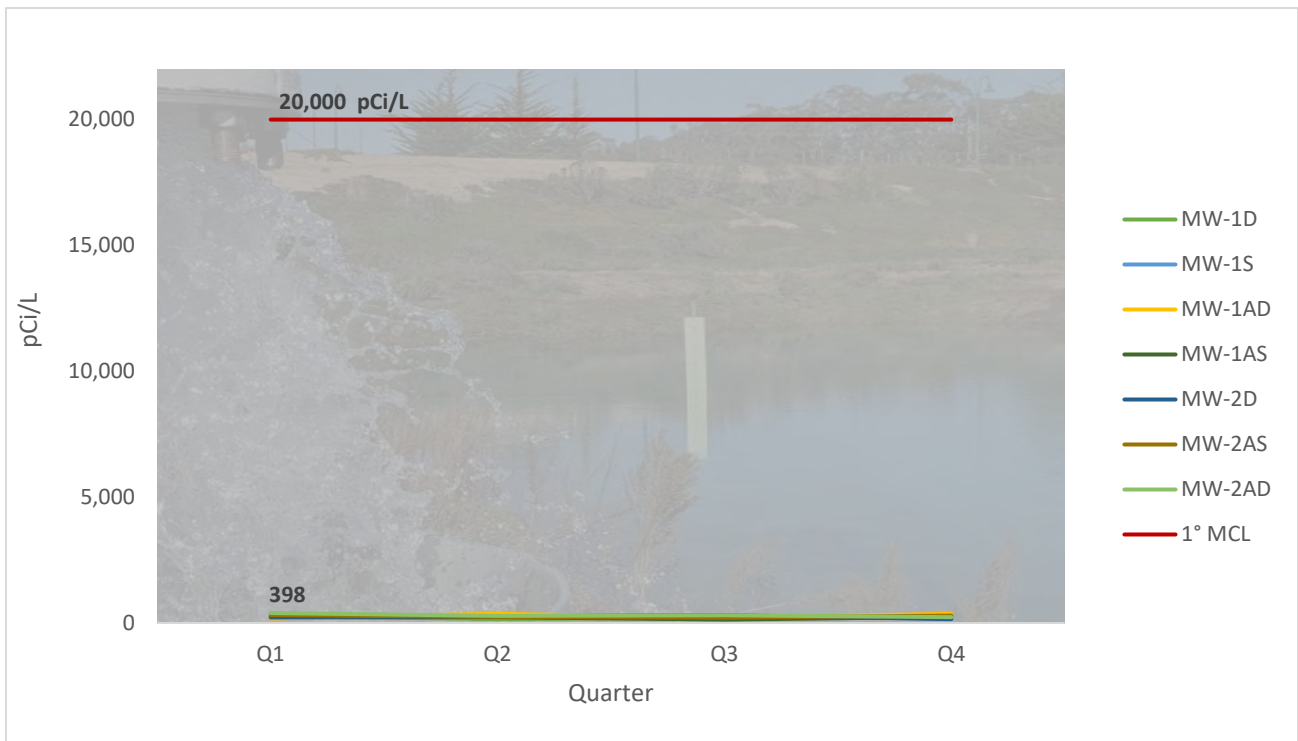 20,000 pCi/L
20,000
15,000
10,000
5,000
0
pCi/L
398
Q1 Q2 Q3 Q4
Quarter
MW-1D
MW-1S
MW-1AD
MW-1AS
MW-2D
MW-2AS
MW-2AD
1° MCL